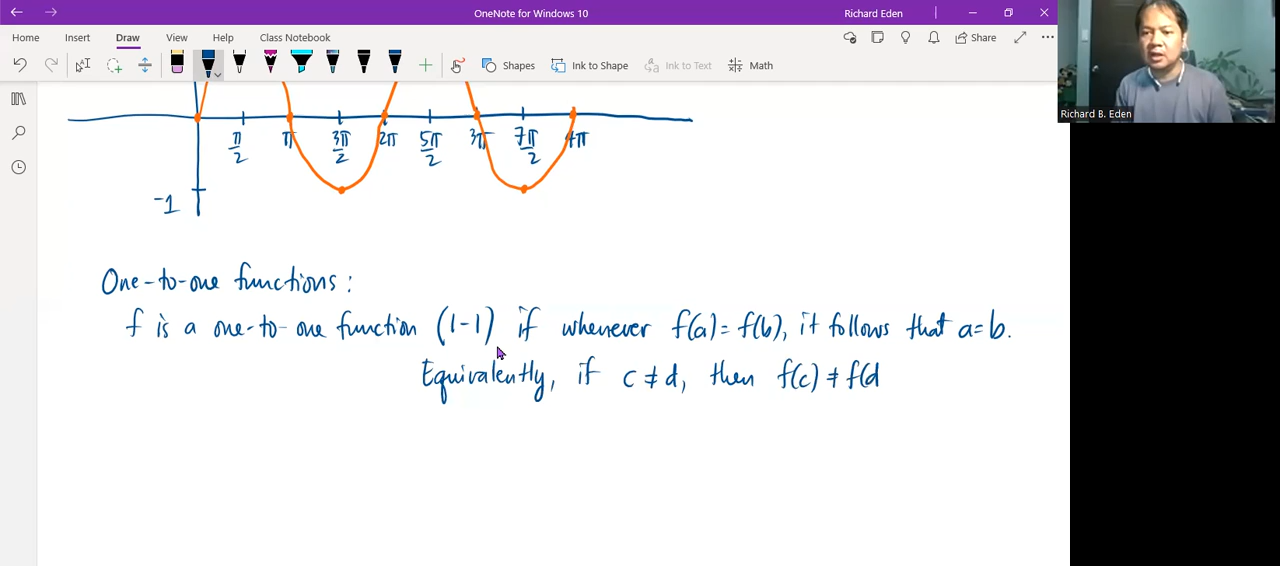 OneNote for Windows 10
Richard Eden
Home Insert Draw View Help Class Notebook
Share
Shapes
Ink to Shape
Ink to Text
Math
Richard B. Eden
π/2 π 3π/2 2π 5π/2 3π 7π/2 4π
-1
One-to-one functions:
f is a one-to-one function (1-1) if whenever f(a)=f(b), it follows that a=b.
Equivalently, if c≠d, then f(c)≠f(d